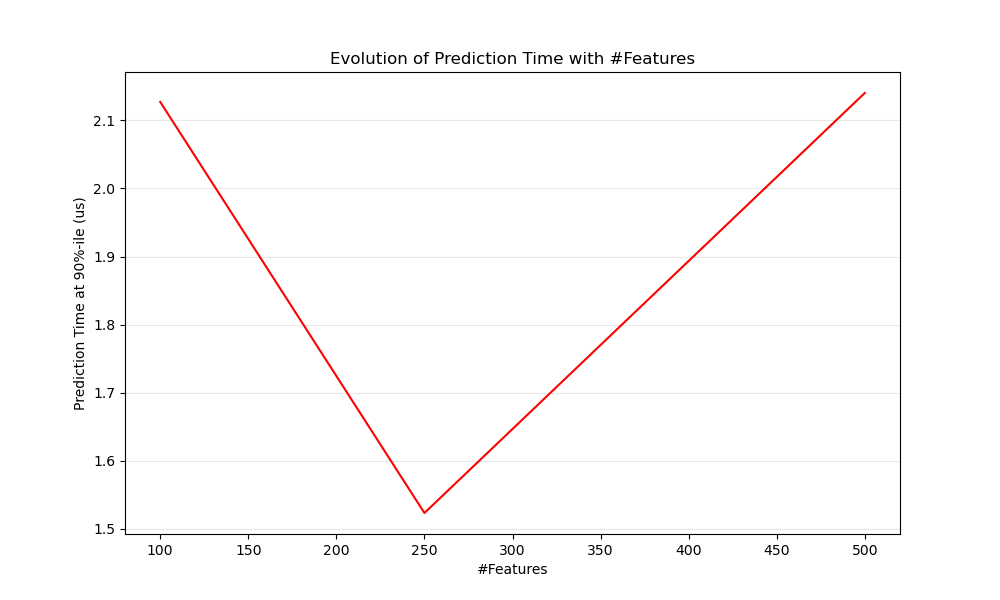 Evolution of Prediction Time with #Features
Prediction Time at 90%-ile (us)
2.1
2.0
1.9
1.8
1.7
1.6
1.5
100 150 200 250 300 350 400 450 500
#Features